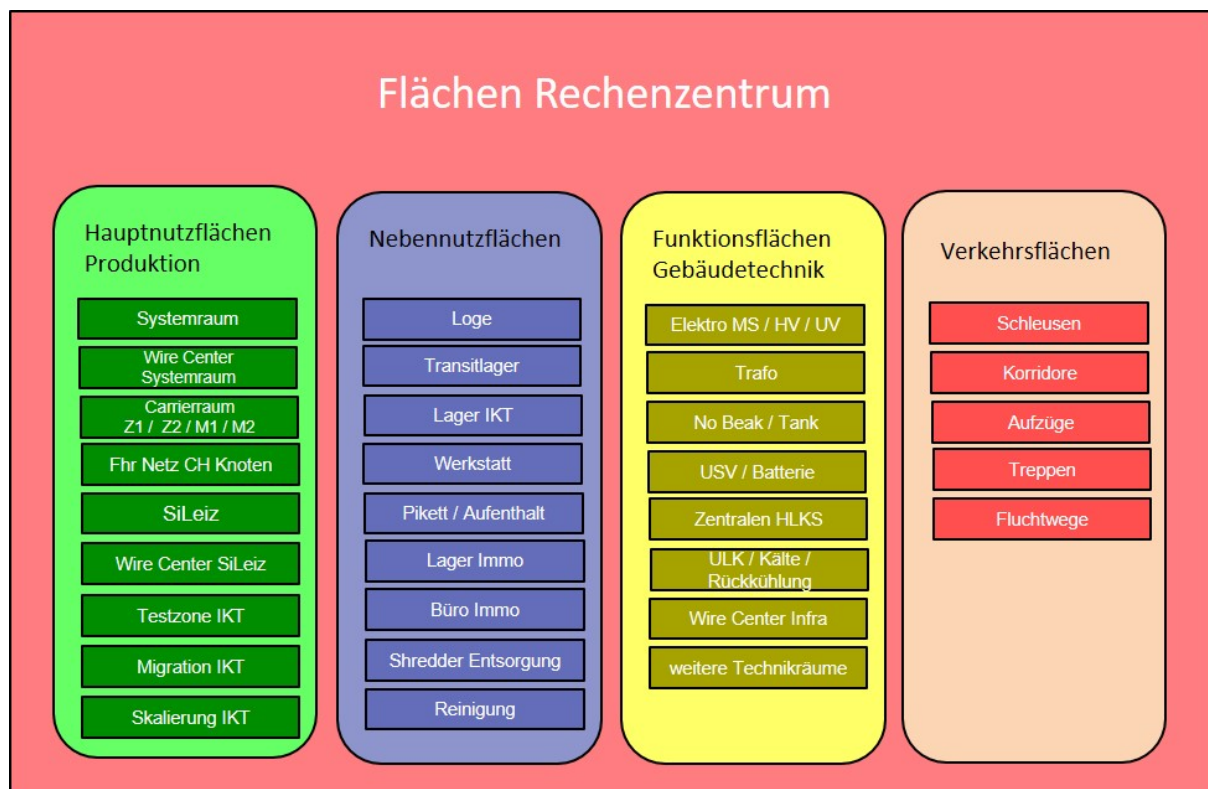 Flächen Rechenzentrum
Hauptnutzflächen
Produktion
Systemraum
Wire Center
Systemraum
Carrierraum
Z1 / Z2 / M1 / M2
Fhr Netz CH Knoten
SiLeiz
Wire Center SiLeiz
Testzone IKT
Migration IKT
Skalierung IKT
Nebennutzflächen
Loge
Transitlager
Lager IKT
Werkstatt
Pikett / Aufenthalt
Lager Immo
Büro Immo
Shredder Entsorgung
Reinigung
Funktionsflächen
Gebäudetechnik
Elektro MS / HV / UV
Trafo
No Beak / Tank
USV / Batterie
Zentralen HLKS
ULK / Kälte /
Rückkühlung
Wire Center Infra
weitere Technikräume
Verkehrsflächen
Schleusen
Korridore
Aufzüge
Treppen
Fluchtwege